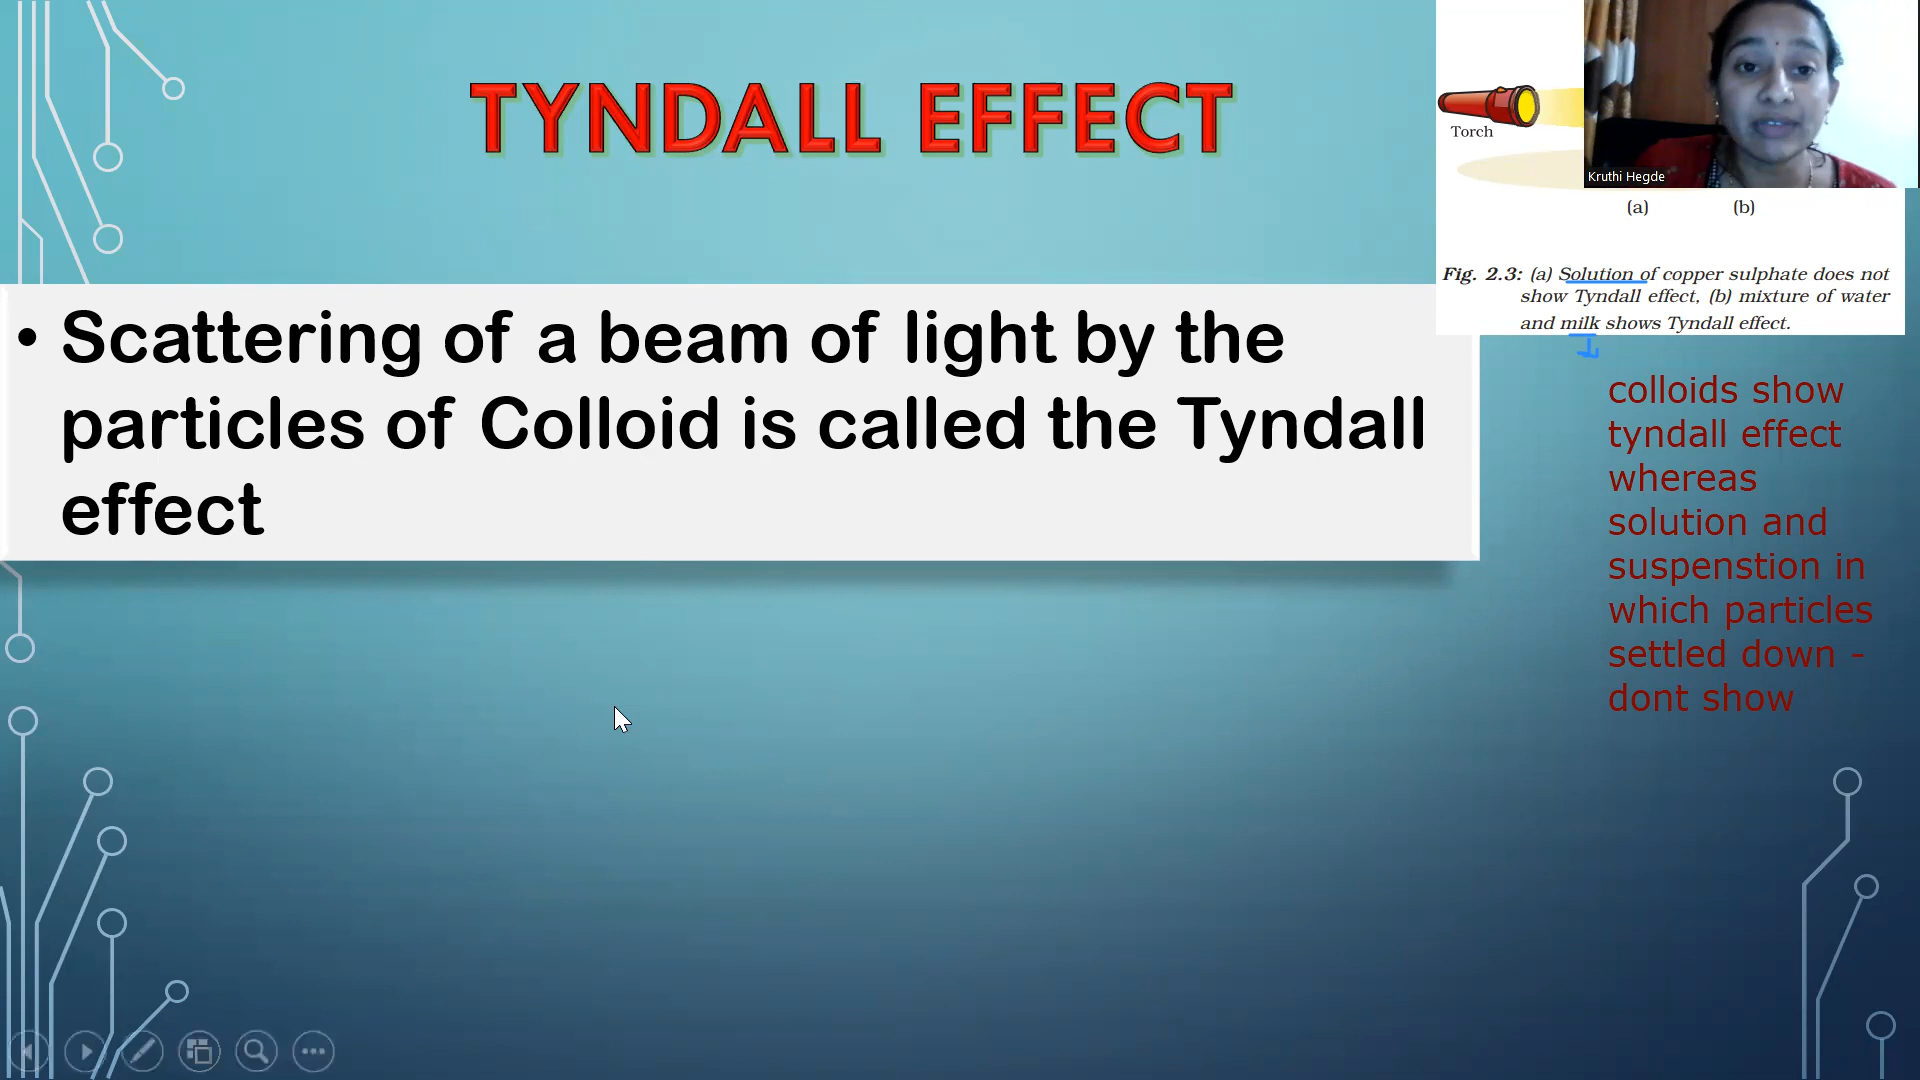 TYNDALL EFFECT
• Scattering of a beam of light by the
particles of Colloid is called the Tyndall
effect
Torch
Kruthi Hegde
(a) (b)
Fig. 2.3: (a) Solution of copper sulphate does not
show Tyndall effect, (b) mixture of water
and milk shows Tyndall effect.
colloids show
tyndall effect
whereas
solution and
suspenstion in
which particles
settled down -
dont show